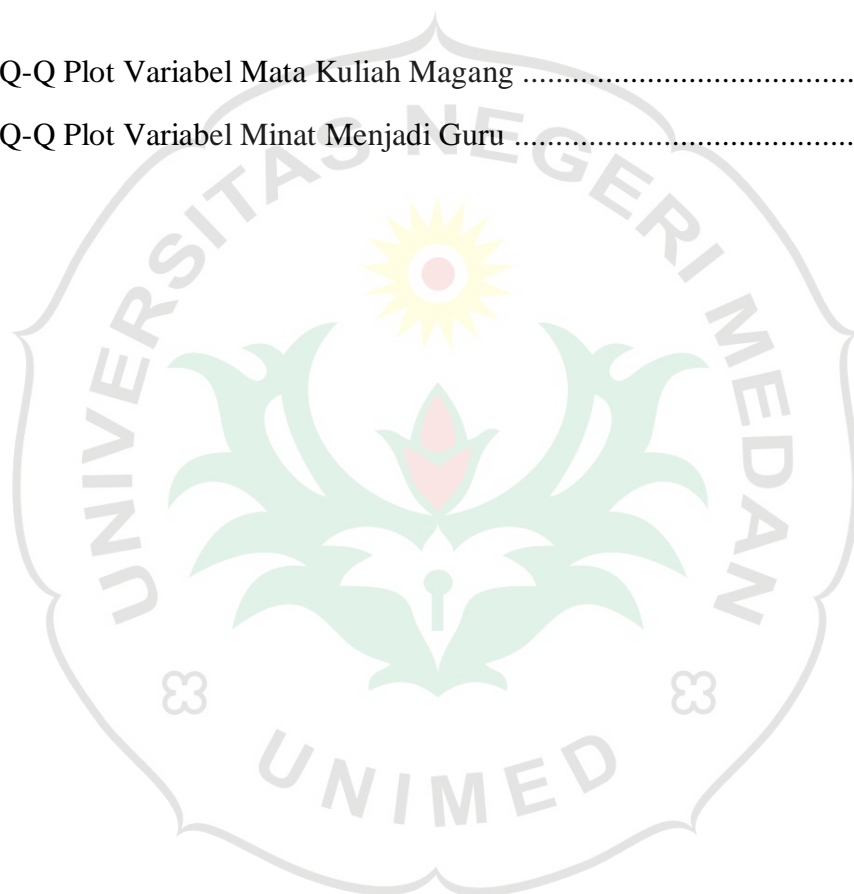 Q-Q Plot Variabel Mata Kuliah Magang .......................................
Q-Q Plot Variabel Minat Menjadi Guru ........................................
UNIVERSITAS NEGERI MEDAN
UNIMED